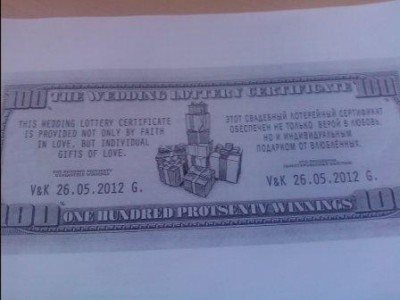 100 THE WEDDING LOTTERY CERTIFICATE 100
THIS WEDDING LOTTERY CERTIFICATE
IS PROVIDED NOT ONLY BY FAITH
IN LOVE. BUT INDIVIDUAL
GIFTS OF LOVE.
V&K 26.05.2012 G.
ЭТОТ СВАДЕБНЫЙ ЛОТЕРЕЙНЫЙ СЕРТИФИКАТ
ОБЕСПЕЧЕН НЕ ТОЛЬКО ВЕРОЙ В ЛЮБОВЬ,
НО И ИНДИВИДУАЛЬНЫМ
ПОДАРКОМ ОТ ВЛЮБЛЕННЫХ.
V&K 26.05.2012 G.
100 ONE HUNDRED PROTSENTY WINNINGS 100